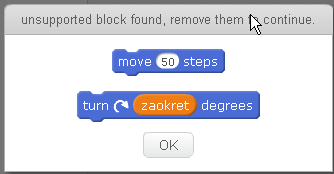 unsupported block found, remove them to continue.
move 50 steps
turn zaokret degrees
OK